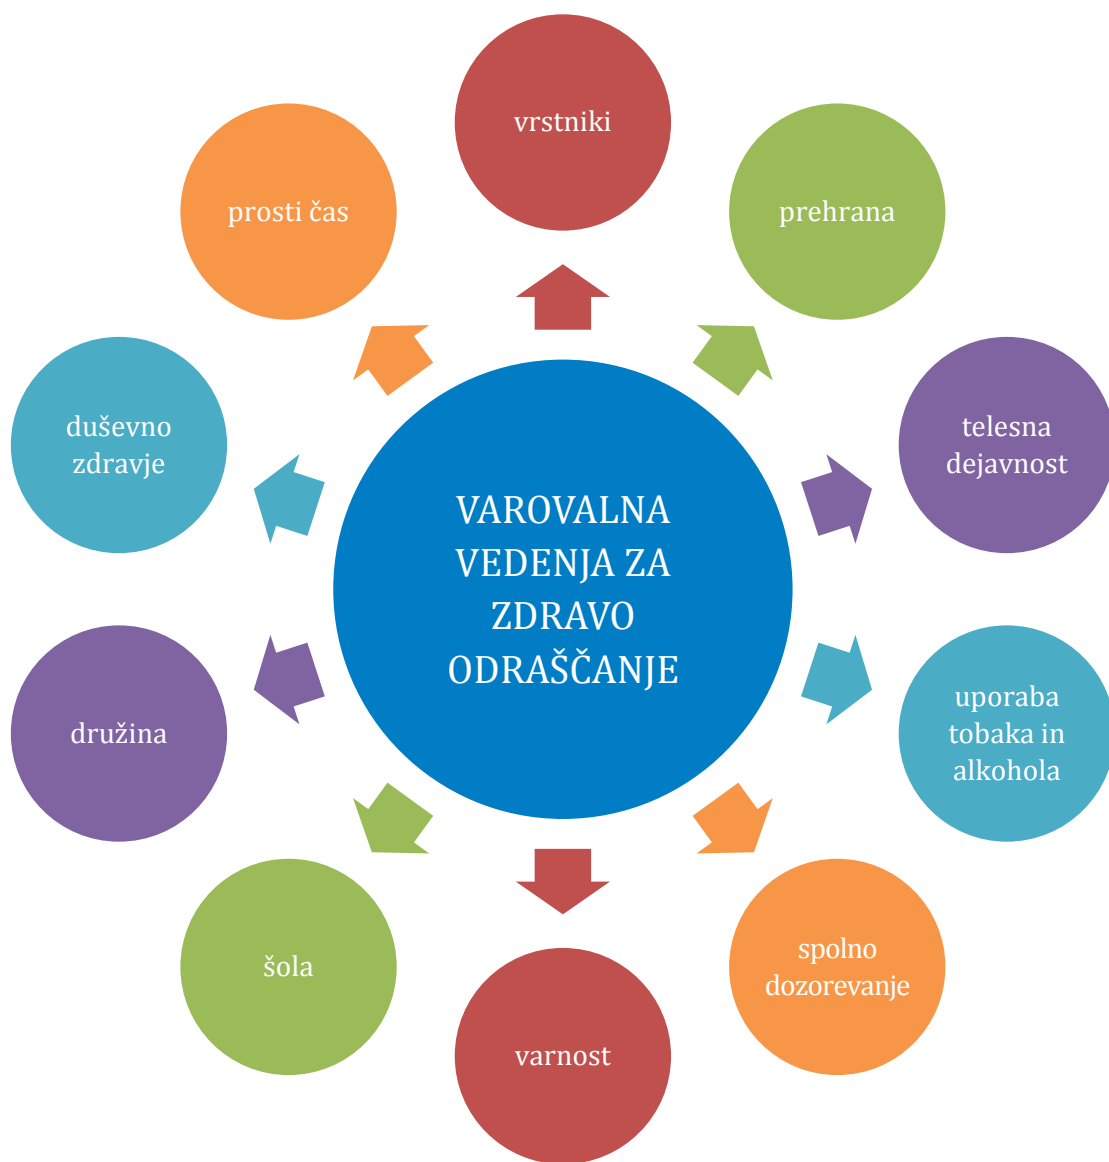 vrstniki
prehrana
telesna
dejavnost
uporaba
tobaka in
alkohola
spolno
dozorevanje
varnost
šola
družina
duševno
zdravje
prosti čas
VAROVALNA
VEDENJA ZA
ZDRAVO
ODRAŠČANJE